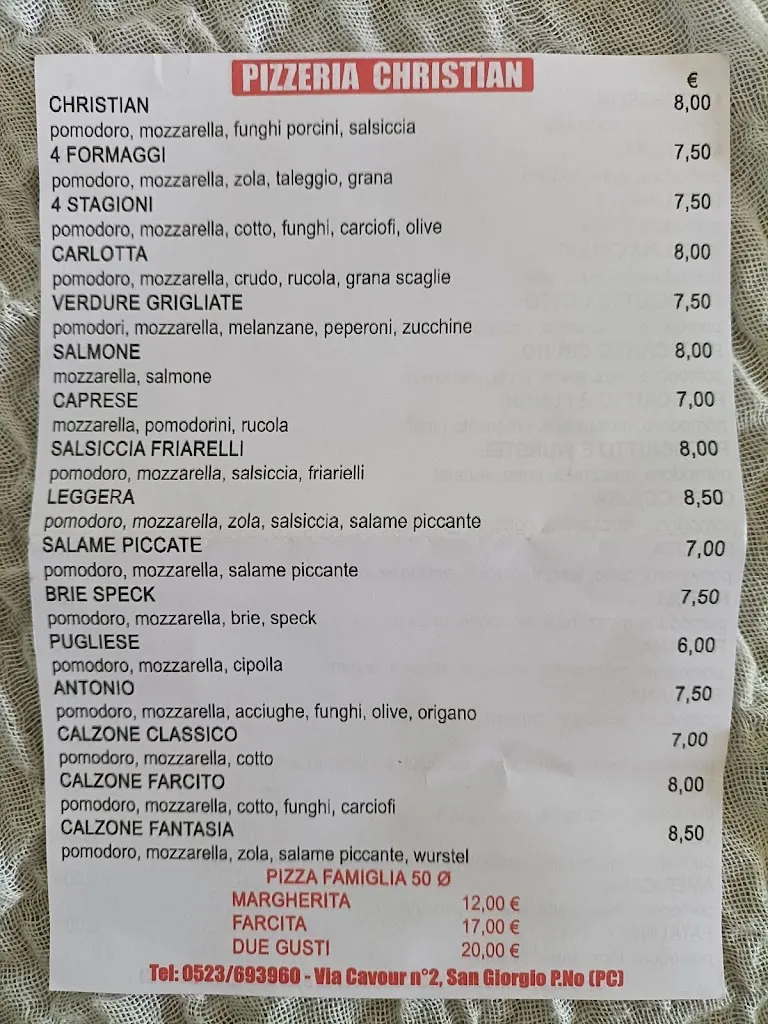 PIZZERIA CHRISTIAN
€
CHRISTIAN 8,00
pomodoro, mozzarella, funghi porcini, salsiccia
4 FORMAGGI 7,50
pomodoro, mozzarella, zola, taleggio, grana
4 STAGIONI 7,50
pomodoro, mozzarella, cotto, funghi, carciofi, olive
CARLOTTA 8,00
pomodoro, mozzarella, crudo, rucola, grana scaglie
VERDURE GRIGLIATE 7,50
pomodori, mozzarella, melanzane, peperoni, zucchine
SALMONE 8,00
mozzarella, salmone
CAPRESE 7,00
mozzarella, pomodorini, rucola
SALSICCIA FRIARELLI 8,00
pomodoro, mozzarella, salsiccia, friarielli
LEGGERA 8,50
pomodoro, mozzarella, zola, salsiccia, salame piccante
SALAME PICCATE 7,00
pomodoro, mozzarella, salame piccante
BRIE SPECK 7,50
pomodoro, mozzarella, brie, speck
PUGLIESE 6,00
pomodoro, mozzarella, cipolla
ANTONIO 7,50
pomodoro, mozzarella, acciughe, funghi, olive, origano
CALZONE CLASSICO 7,00
pomodoro, mozzarella, cotto
CALZONE FARCITO 8,00
pomodoro, mozzarella, cotto, funghi, carciofi
CALZONE FANTASIA 8,50
pomodoro, mozzarella, zola, salame piccante, wurstel
PIZZA FAMIGLIA 50 Ø
MARGHERITA 12,00 €
FARCITA 17,00 €
DUE GUSTI 20,00 €
Tel: 0523/693960 - Via Cavour n°2, San Giorgio P.No (PC)